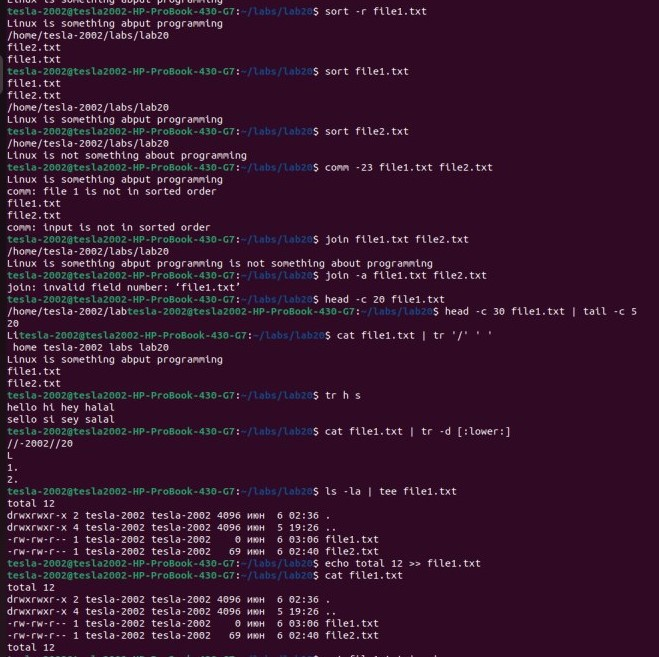 Linux is something abput programming
tesla-2002@tesla2002-HP-ProBook-430-G7:~/labs/lab20$ sort -r file1.txt
Linux is something abput programming
/home/tesla-2002/labs/lab20
file2.txt
file1.txt
tesla-2002@tesla2002-HP-ProBook-430-G7:~/labs/lab20$ sort file1.txt
file1.txt
file2.txt
/home/tesla-2002/labs/lab20
Linux is something abput programming
tesla-2002@tesla2002-HP-ProBook-430-G7:~/labs/lab20$ sort file2.txt
/home/tesla-2002/labs/lab20
Linux is not something about programming
tesla-2002@tesla2002-HP-ProBook-430-G7:~/labs/lab20$ comm -23 file1.txt file2.txt
Linux is something abput programming
comm: file 1 is not in sorted order
file1.txt
file2.txt
comm: input is not in sorted order
tesla-2002@tesla2002-HP-ProBook-430-G7:~/labs/lab20$ join file1.txt file2.txt
/home/tesla-2002/labs/lab20
Linux is something abput programming is not something about programming
tesla-2002@tesla2002-HP-ProBook-430-G7:~/labs/lab20$ join -a file1.txt file2.txt
join: invalid field number: ‘file1.txt’
tesla-2002@tesla2002-HP-ProBook-430-G7:~/labs/lab20$ head -c 20 file1.txt
/home/tesla-2002/labtesla-2002@tesla2002-HP-ProBook-430-G7:~/labs/lab20$ head -c 30 file1.txt | tail -c 5
20
Litesla-2002@tesla2002-HP-ProBook-430-G7:~/labs/lab20$ cat file1.txt | tr '/' ' '
 home tesla-2002 labs lab20
Linux is something abput programming
file1.txt
file2.txt
tesla-2002@tesla2002-HP-ProBook-430-G7:~/labs/lab20$ tr h s
hello hi hey halal
sello si sey salal
tesla-2002@tesla2002-HP-ProBook-430-G7:~/labs/lab20$ cat file1.txt | tr -d [:lower:]
//-2002//20
L
1.
2.
tesla-2002@tesla2002-HP-ProBook-430-G7:~/labs/lab20$ ls -la | tee file1.txt
total 12
drwxrwxr-x 2 tesla-2002 tesla-2002 4096 июн  6 02:36 .
drwxrwxr-x 4 tesla-2002 tesla-2002 4096 июн  5 19:26 ..
-rw-rw-r-- 1 tesla-2002 tesla-2002    0 июн  6 03:06 file1.txt
-rw-rw-r-- 1 tesla-2002 tesla-2002   69 июн  6 02:40 file2.txt
tesla-2002@tesla2002-HP-ProBook-430-G7:~/labs/lab20$ echo total 12 >> file1.txt
tesla-2002@tesla2002-HP-ProBook-430-G7:~/labs/lab20$ cat file1.txt
total 12
drwxrwxr-x 2 tesla-2002 tesla-2002 4096 июн  6 02:36 .
drwxrwxr-x 4 tesla-2002 tesla-2002 4096 июн  5 19:26 ..
-rw-rw-r-- 1 tesla-2002 tesla-2002    0 июн  6 03:06 file1.txt
-rw-rw-r-- 1 tesla-2002 tesla-2002   69 июн  6 02:40 file2.txt
total 12